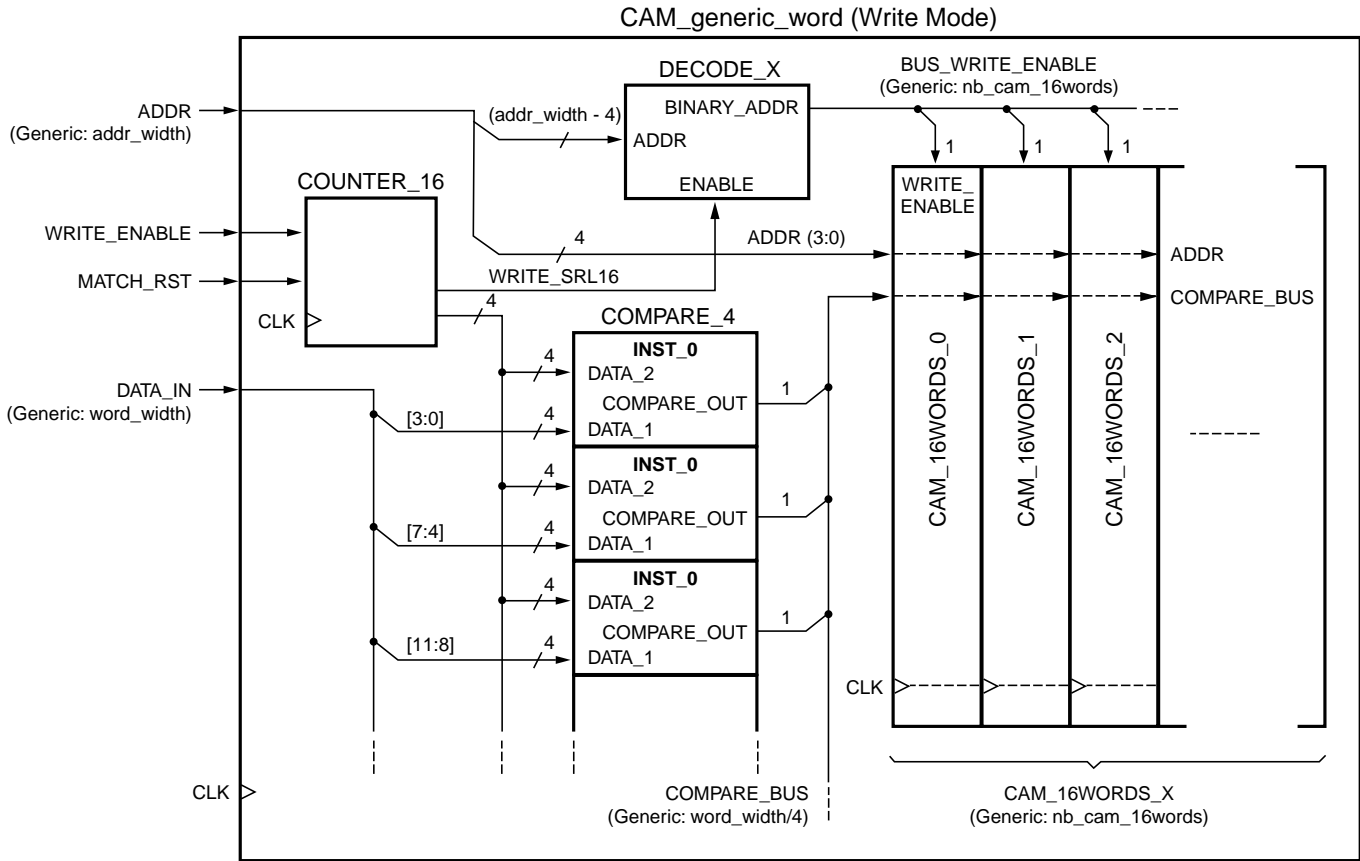 CAM_generic_word (Write Mode)
ADDR
(Generic: addr_width)
(addr_width - 4)
DECODE_X
BINARY_ADDR
ADDR
ENABLE
BUS_WRITE_ENABLE
(Generic: nb_cam_16words)
1
1
1
COUNTER_16
WRITE_ENABLE
MATCH_RST
CLK
4
ADDR (3:0)
WRITE_SRL16
4
WRITE_
ENABLE
ADDR
COMPARE_BUS
CAM_16WORDS_0
CAM_16WORDS_1
CAM_16WORDS_2
CLK
DATA_IN
(Generic: word_width)
COMPARE_4
INST_0
4
DATA_2
COMPARE_OUT
1
[3:0]
4
DATA_1
INST_0
4
DATA_2
COMPARE_OUT
1
[7:4]
4
DATA_1
INST_0
4
DATA_2
COMPARE_OUT
1
[11:8]
4
DATA_1
CLK
COMPARE_BUS
(Generic: word_width/4)
CAM_16WORDS_X
(Generic: nb_cam_16words)